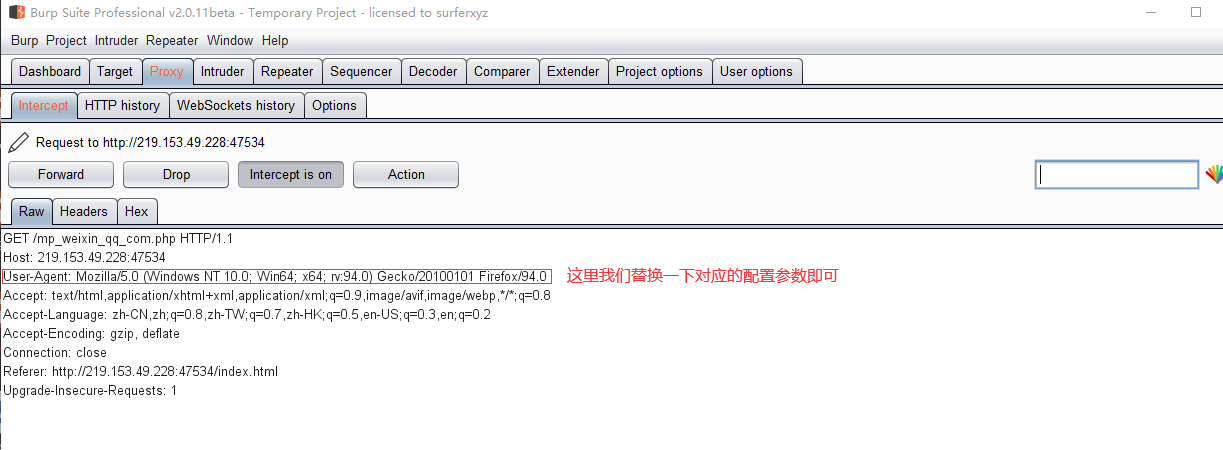 Burp Suite Professional v2.0.11beta - Temporary Project - licensed to surferxyz
Burp Project Intruder Repeater Window Help
Dashboard Target Proxy Intruder Repeater Sequencer Decoder Comparer Extender Project options User options
Intercept HTTP history WebSockets history Options
Request to http://219.153.49.228:47534
Forward Drop Intercept is on Action
Raw Headers Hex
GET /mp_weixin_qq_com.php HTTP/1.1
Host: 219.153.49.228:47534
User-Agent: Mozilla/5.0 (Windows NT 10.0; Win64; x64; rv:94.0) Gecko/20100101 Firefox/94.0 这里我们替换一下对应的配置参数即可
Accept: text/html,application/xhtml+xml,application/xml;q=0.9,image/avif,image/webp,*/*;q=0.8
Accept-Language: zh-CN,zh;q=0.8,zh-TW;q=0.7,zh-HK;q=0.5,en-US;q=0.3,en;q=0.2
Accept-Encoding: gzip, deflate
Connection: close
Referer: http://219.153.49.228:47534/index.html
Upgrade-Insecure-Requests: 1